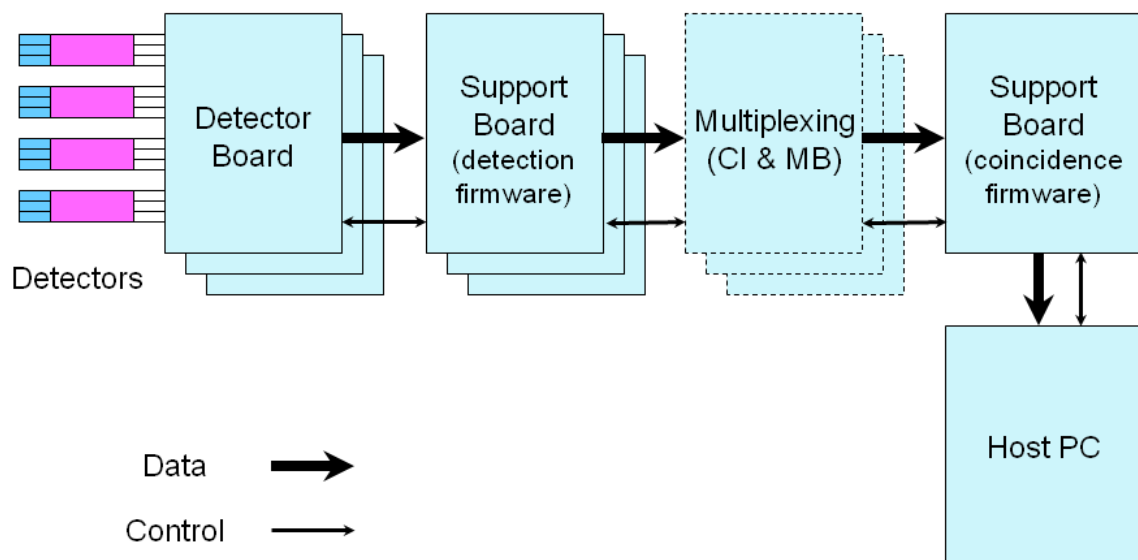 Detector
Board
Support
Board
(detection
firmware)
Multiplexing
(CI & MB)
Support
Board
(coincidence
firmware)
Detectors
Host PC
Data
Control